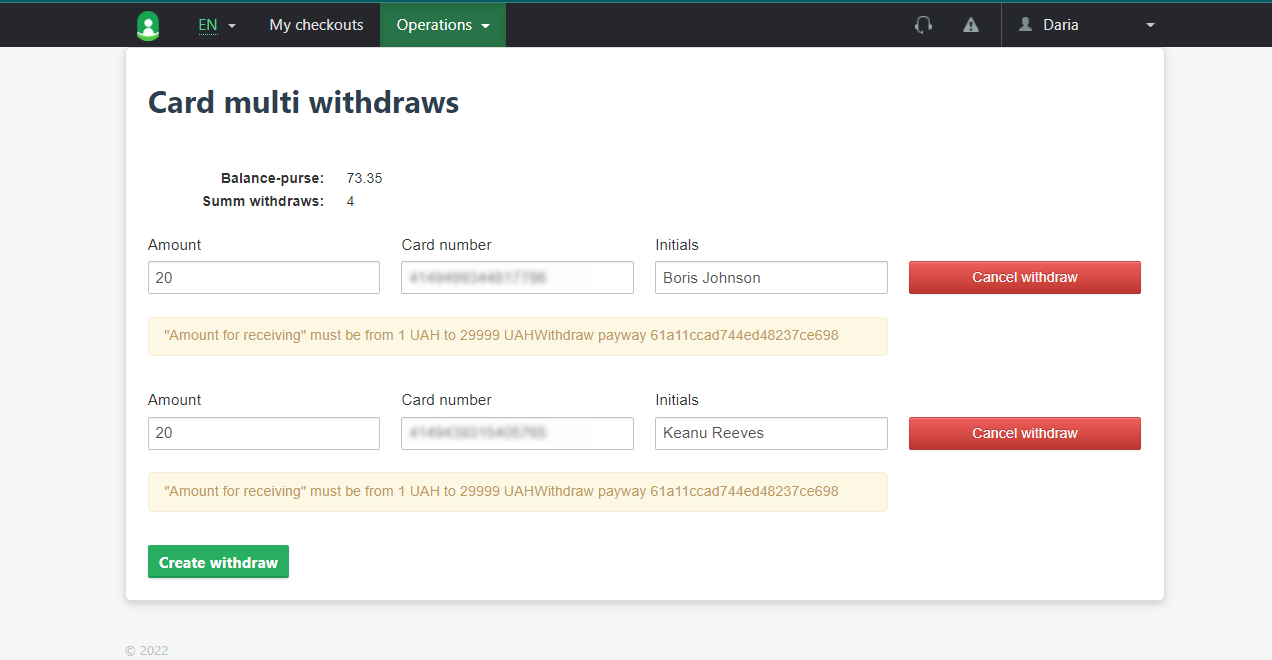 EN My checkouts Operations Daria
Card multi withdraws
Balance-purse: 73.35
Summ withdraws: 4
Amount Card number Initials
20 Boris Johnson Cancel withdraw
"Amount for receiving" must be from 1 UAH to 29999 UAHWithdraw payway 61a11ccad744ed48237ce698
Amount Card number Initials
20 Keanu Reeves Cancel withdraw
"Amount for receiving" must be from 1 UAH to 29999 UAHWithdraw payway 61a11ccad744ed48237ce698
Create withdraw
© 2022